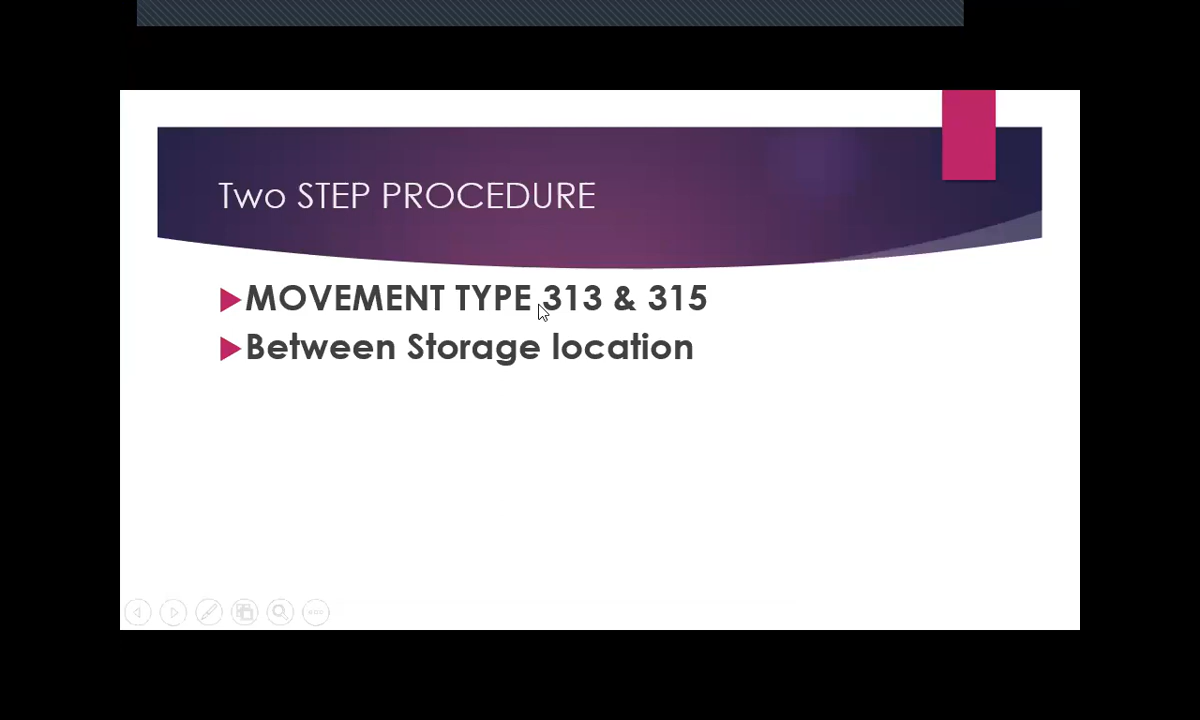 Two STEP PROCEDURE
MOVEMENT TYPE 313 & 315
Between Storage location